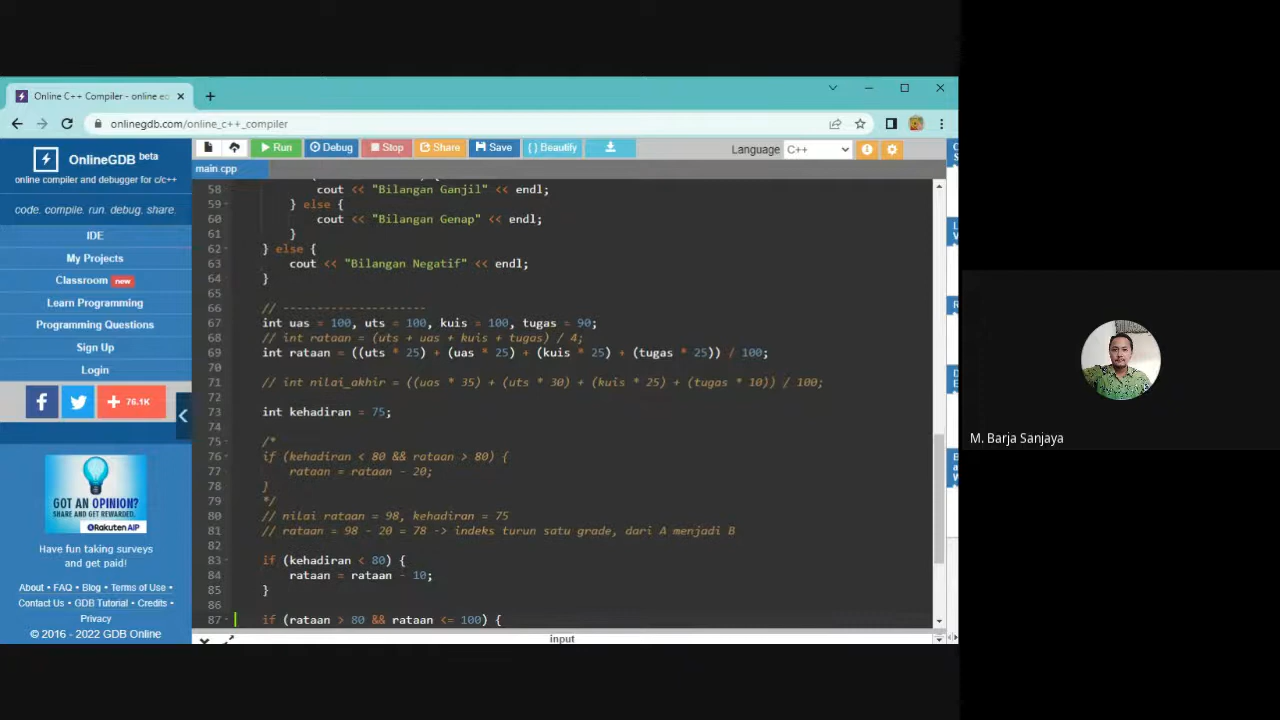 Online C++ Compiler - online ec
onlinegdb.com/online_c++_compiler
OnlineGDB beta
online compiler and debugger for c/c++
code. compile. run. debug. share.
IDE
My Projects
Classroom new
Learn Programming
Programming Questions
Sign Up
Login
76.1K
GOT AN OPINION?
SHARE AND GET REWARDED.
Rakuten AIP
Have fun taking surveys
and get paid!
About • FAQ • Blog • Terms of Use •
Contact Us • GDB Tutorial • Credits •
Privacy
© 2016 - 2022 GDB Online
Run Debug Stop Share Save { } Beautify
Language C++
main.cpp
58 cout << "Bilangan Ganjil" << endl;
59 } else {
60 cout << "Bilangan Genap" << endl;
61 }
62 } else {
63 cout << "Bilangan Negatif" << endl;
64 }
65
66 // ---------------------
67 int uas = 100, uts = 100, kuis = 100, tugas = 90;
68 // int rataan = (uts + uas + kuis + tugas) / 4;
69 int rataan = ((uts * 25) + (uas * 25) + (kuis * 25) + (tugas * 25)) / 100;
70
71 // int nilai_akhir = ((uas * 35) + (uts * 30) + (kuis * 25) + (tugas * 10)) / 100;
72
73 int kehadiran = 75;
74
75 /*
76 if (kehadiran < 80 && rataan > 80) {
77 rataan = rataan - 20;
78 }
79 */
80 // nilai rataan = 98, kehadiran = 75
81 // rataan = 98 - 20 = 78 -> indeks turun satu grade, dari A menjadi B
82
83 if (kehadiran < 80) {
84 rataan = rataan - 10;
85 }
86
87 if (rataan > 80 && rataan <= 100) {
input
M. Barja Sanjaya